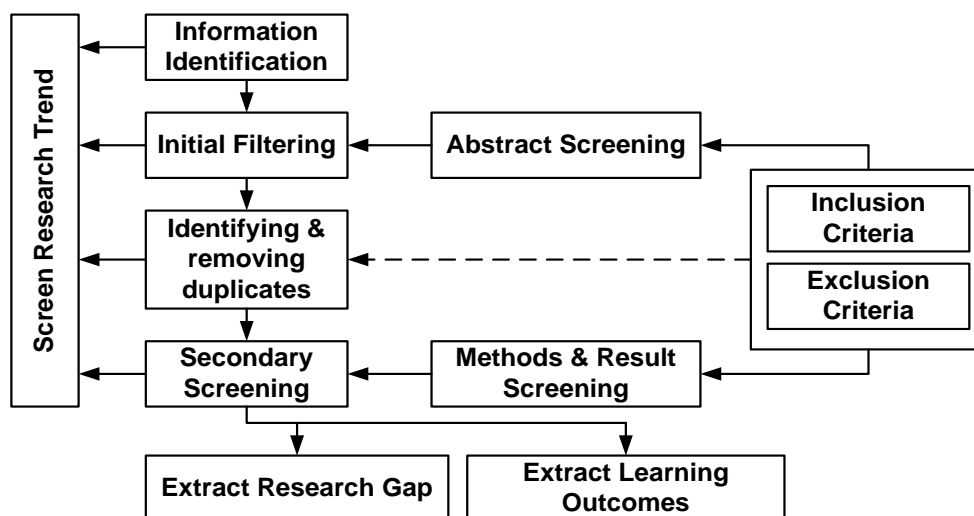 Screen Research Trend
Information
Identification
Initial Filtering
Abstract Screening
Inclusion
Criteria
Identifying &
removing
duplicates
Exclusion
Criteria
Secondary
Screening
Methods & Result
Screening
Extract Research Gap
Extract Learning
Outcomes